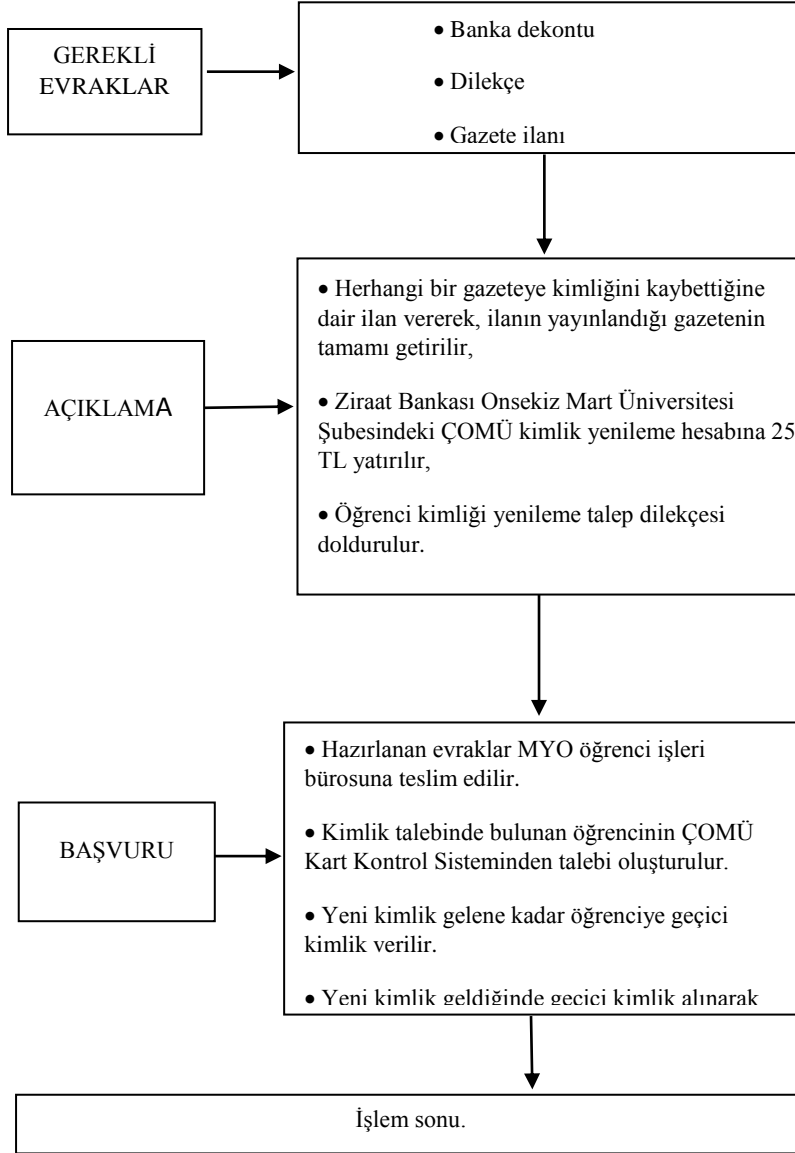 GEREKLİ
EVRAKLAR
• Banka dekontu
• Dilekçe
• Gazete ilanı
AÇIKLAMA
• Herhangi bir gazeteye kimliğini kaybettiğine
dair ilan vererek, ilanın yayınlandığı gazetenin
tamamı getirilir,
• Ziraat Bankası Onsekiz Mart Üniversitesi
Şubesindeki ÇOMÜ kimlik yenileme hesabına 25
TL yatırılır,
• Öğrenci kimliği yenileme talep dilekçesi
doldurulur.
BAŞVURU
• Hazırlanan evraklar MYO öğrenci işleri
bürosuna teslim edilir.
• Kimlik talebinde bulunan öğrencinin ÇOMÜ
Kart Kontrol Sisteminden talebi oluşturulur.
• Yeni kimlik gelene kadar öğrenciye geçici
kimlik verilir.
• Yeni kimlik geldiğinde geçici kimlik alınarak
İşlem sonu.